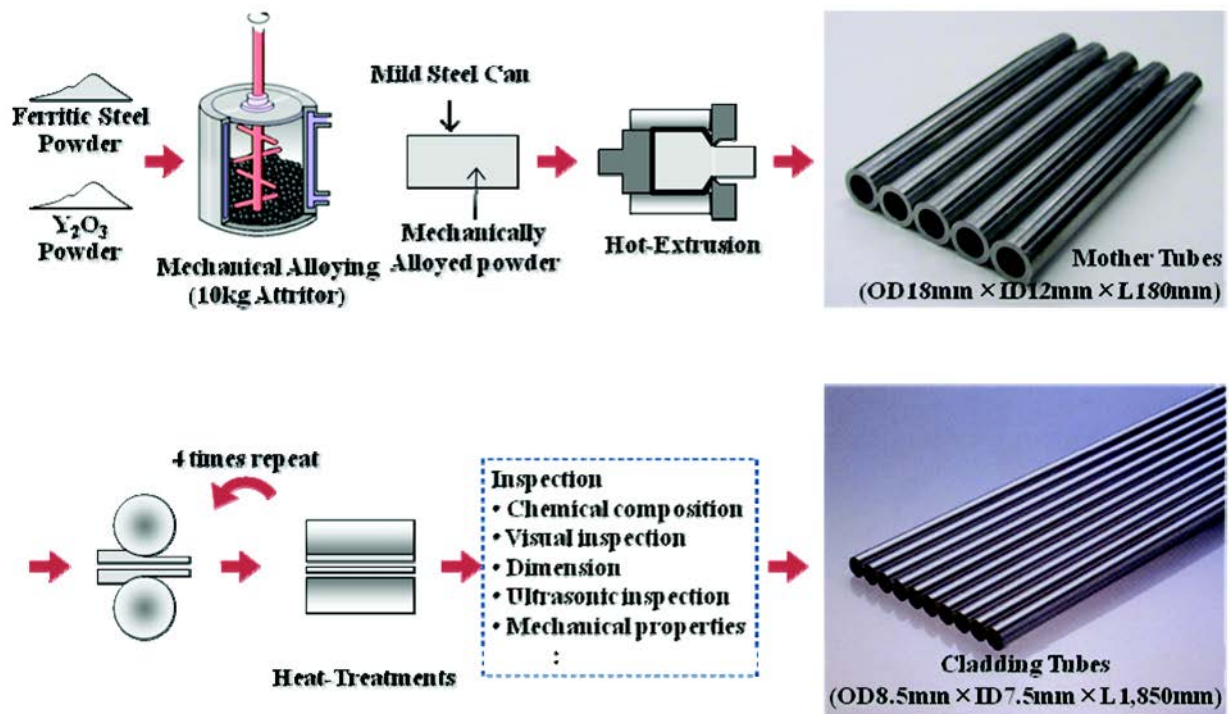 Ferritic Steel
Powder
Y₂O₃
Powder
Mechanical Alloying
(10kg Attritor)
Mild Steel Can
Mechanically
Alloyed powder
Hot-Extrusion
Mother Tubes
(OD18mm × ID12mm × L180mm)
4 times repeat
Heat-Treatments
Inspection
• Chemical composition
• Visual inspection
• Dimension
• Ultrasonic inspection
• Mechanical properties
:
Cladding Tubes
(OD8.5mm × ID7.5mm × L1,850mm)